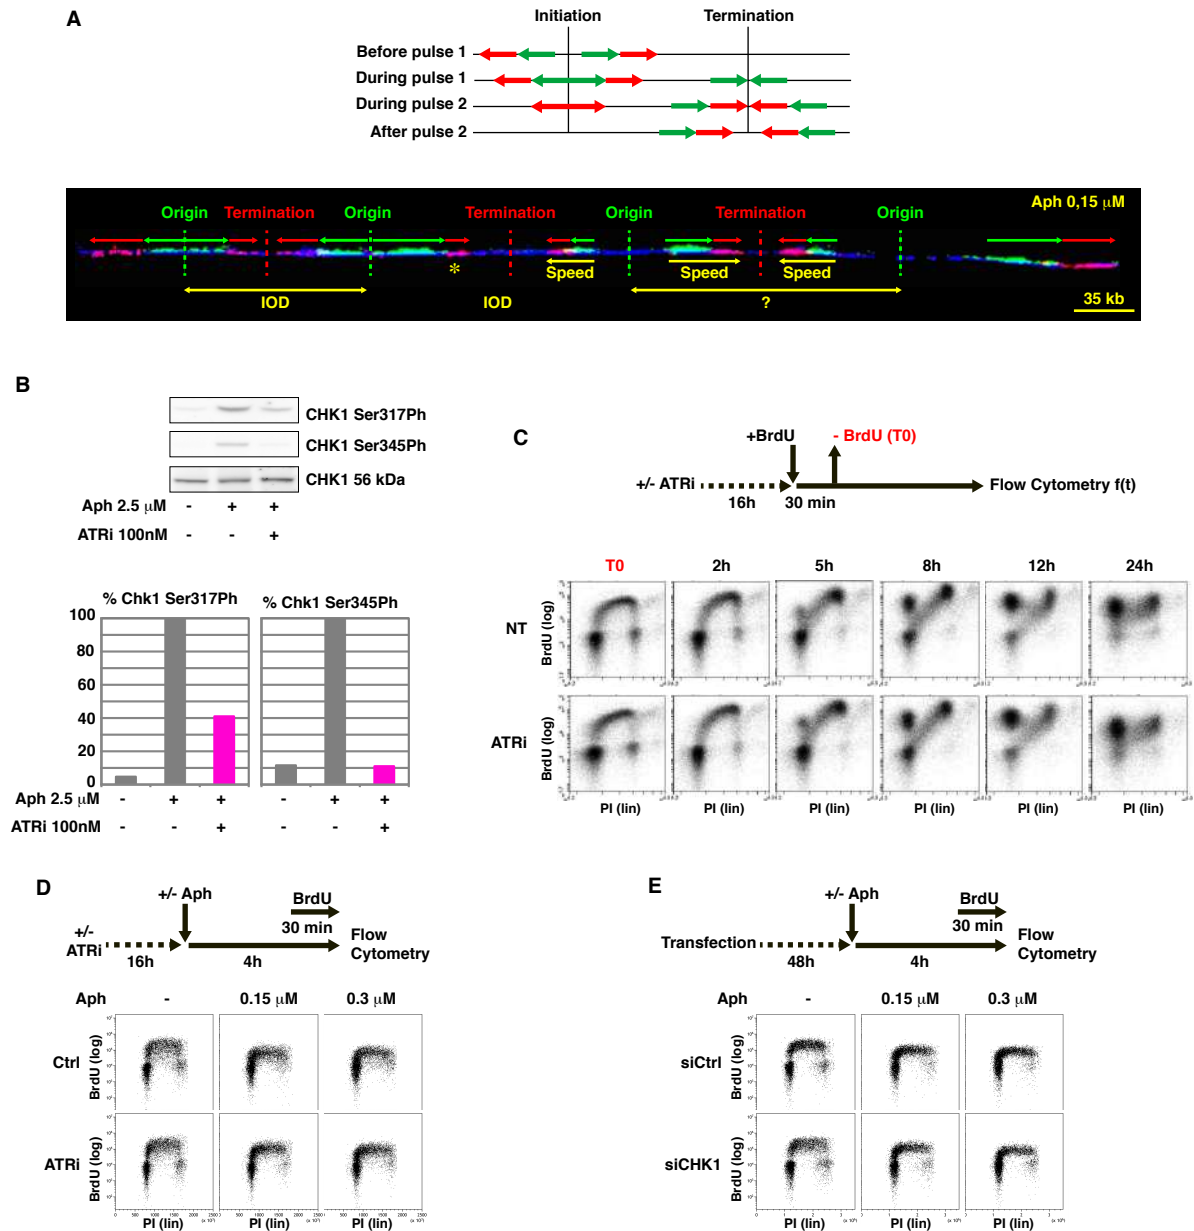 A
Initiation Termination
Before pulse 1
During pulse 1
During pulse 2
After pulse 2
Aph 0,15 µM
Origin Termination Origin Termination Origin Termination Origin
*
Speed Speed Speed
IOD IOD ?
35 kb
B
CHK1 Ser317Ph
CHK1 Ser345Ph
CHK1 56 kDa
Aph 2.5 µM - + +
ATRi 100nM - - +
% Chk1 Ser317Ph % Chk1 Ser345Ph
100
80
60
40
20
0
Aph 2.5 µM - + + - + +
ATRi 100nM - - + - - +
C
+BrdU - BrdU (T0)
+/- ATRi Flow Cytometry f(t)
16h 30 min
T0 2h 5h 8h 12h 24h
NT
BrdU (log)
ATRi
BrdU (log)
PI (lin) PI (lin) PI (lin) PI (lin) PI (lin) PI (lin)
D
+/- Aph BrdU
30 min
+/-
ATRi
Flow
Cytometry
16h 4h
Aph - 0.15 µM 0.3 µM
Ctrl
BrdU (log)
ATRi
BrdU (log)
PI (lin) PI (lin) PI (lin)
E
+/- Aph BrdU
30 min
Transfection
Flow
Cytometry
48h 4h
Aph - 0.15 µM 0.3 µM
siCtrl
BrdU (log)
siCHK1
BrdU (log)
PI (lin) PI (lin) PI (lin)